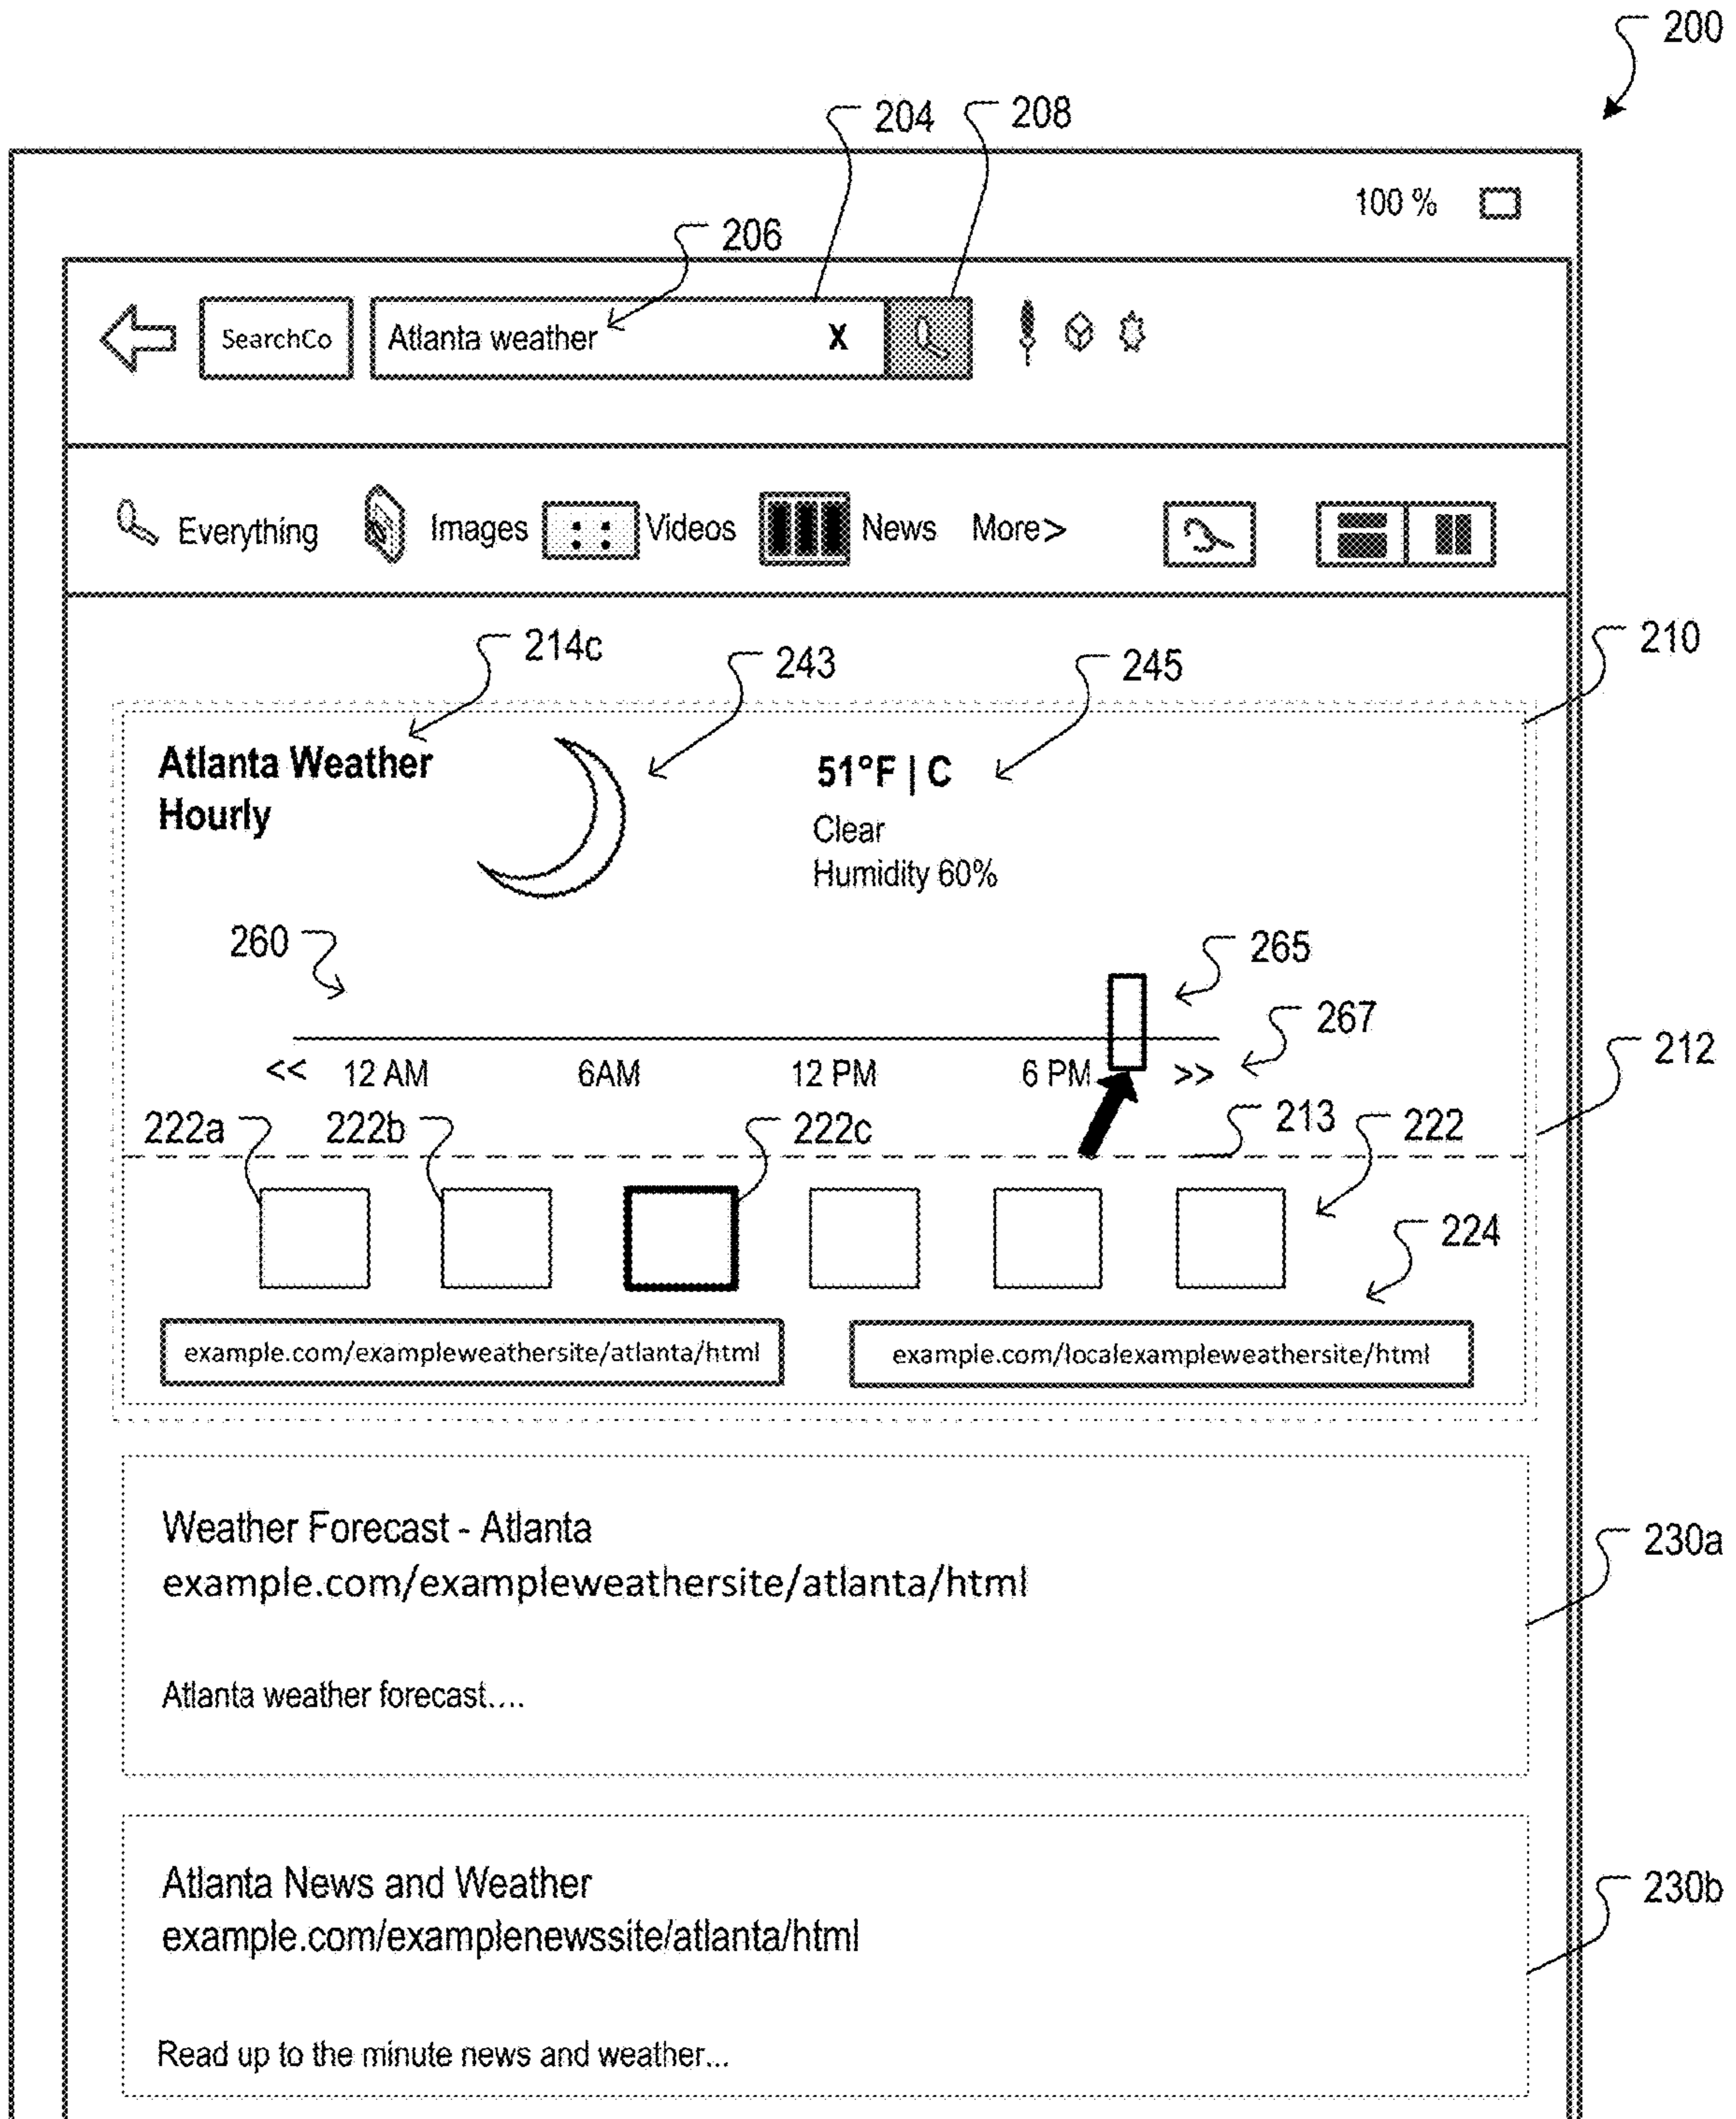 200
204 208
100 %
206
SearchCo Atlanta weather X
Everything Images Videos News More>
214c 243 245 210
Atlanta Weather
Hourly
51°F | C
Clear
Humidity 60%
260 265
267
<< 12 AM 6AM 12 PM 6 PM >>
212
222a 222b 222c 213 222
224
example.com/exampleweathersite/atlanta/html example.com/localexampleweathersite/html
Weather Forecast - Atlanta
230a
example.com/exampleweathersite/atlanta/html
Atlanta weather forecast....
Atlanta News and Weather
230b
example.com/examplenewssite/atlanta/html
Read up to the minute news and weather...